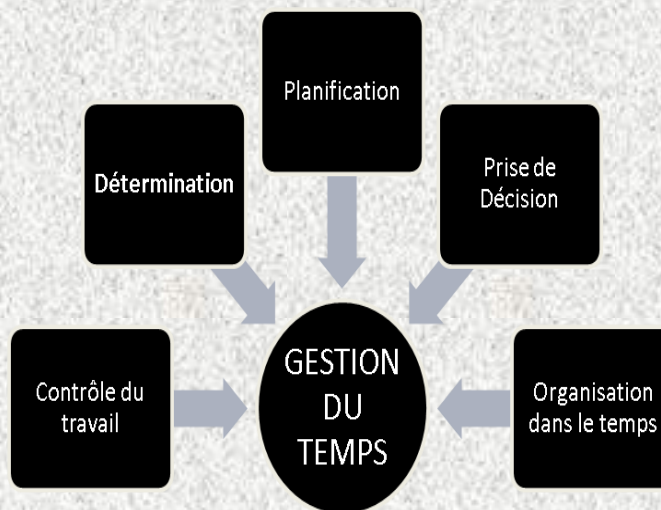 Planification
Détermination
Prise de
Décision
Contrôle du
travail
GESTION
DU
TEMPS
Organisation
dans le temps